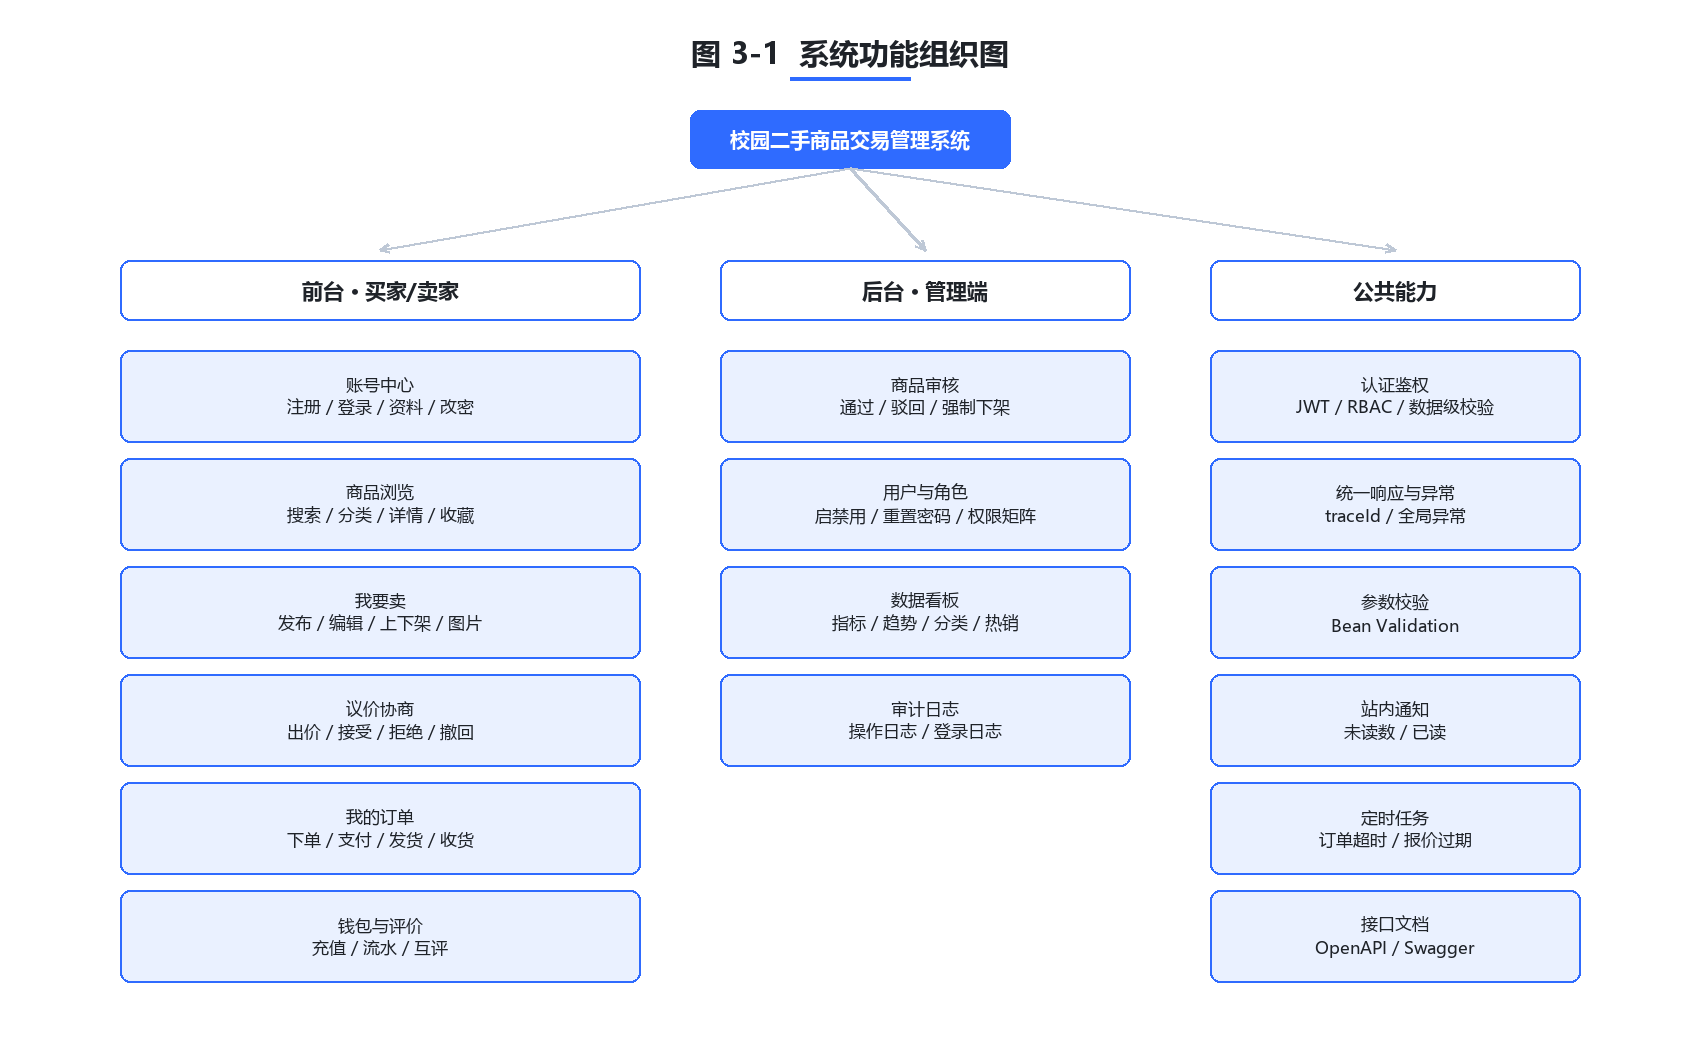 图 3-1 系统功能组织图
校园二手商品交易管理系统
前台·买家/卖家
账号中心
注册 / 登录 / 资料 / 改密
商品浏览
搜索 / 分类 / 详情 / 收藏
我要卖
发布 / 编辑 / 上下架 / 图片
议价协商
出价 / 接受 / 拒绝 / 撤回
我的订单
下单 / 支付 / 发货 / 收货
钱包与评价
充值 / 流水 / 互评
后台·管理端
商品审核
通过 / 驳回 / 强制下架
用户与角色
启禁用 / 重置密码 / 权限矩阵
数据看板
指标 / 趋势 / 分类 / 热销
审计日志
操作日志 / 登录日志
公共能力
认证鉴权
JWT / RBAC / 数据级校验
统一响应与异常
traceId / 全局异常
参数校验
Bean Validation
站内通知
未读数 / 已读
定时任务
订单超时 / 报价过期
接口文档
OpenAPI / Swagger